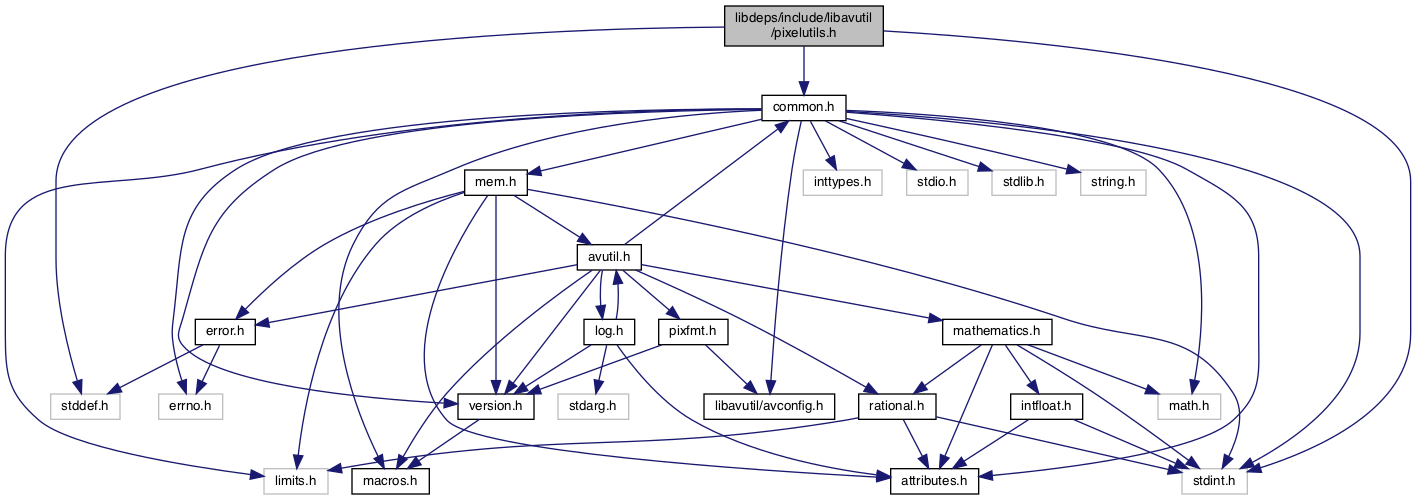 libdeps/include/libavutil
/pixelutils.h
common.h
mem.h
inttypes.h
stdio.h
stdlib.h
string.h
avutil.h
error.h
log.h
pixfmt.h
mathematics.h
stddef.h
errno.h
version.h
stdarg.h
libavutil/avconfig.h
rational.h
intfloat.h
math.h
limits.h
macros.h
attributes.h
stdint.h